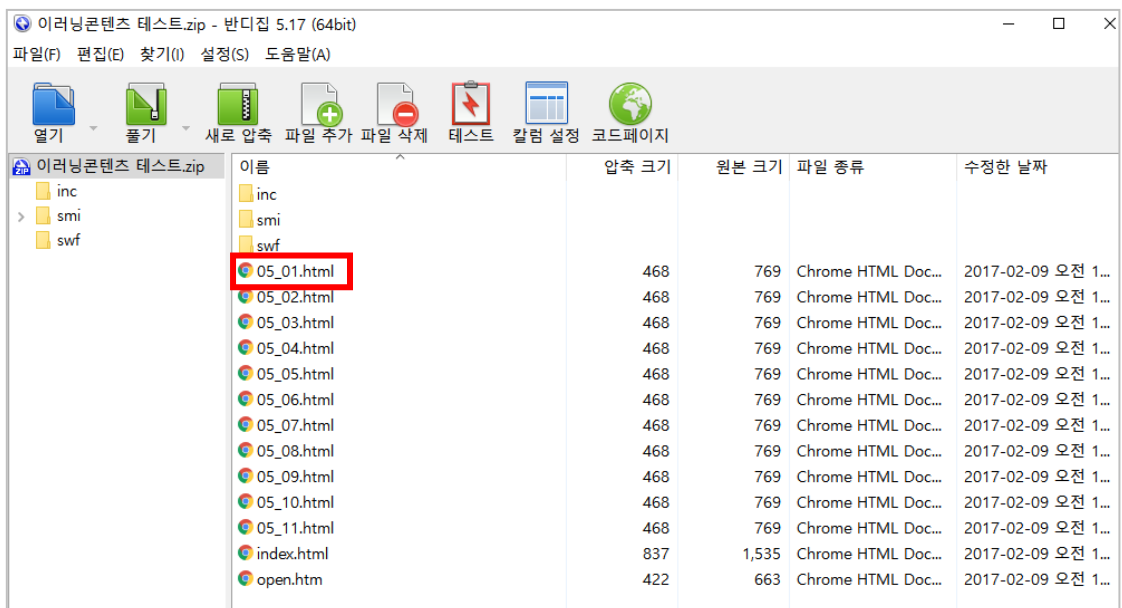 이러닝콘텐츠 테스트.zip - 반디집 5.17 (64bit)
파일(F) 편집(E) 찾기(I) 설정(S) 도움말(A)
열기 풀기 새로 압축 파일 추가 파일 삭제 테스트 칼럼 설정 코드페이지
이러닝콘텐츠 테스트.zip
inc
smi
swf
이름 압축 크기 원본 크기 파일 종류 수정한 날짜
inc
smi
swf
05_01.html 468 769 Chrome HTML Doc... 2017-02-09 오전 1...
05_02.html 468 769 Chrome HTML Doc... 2017-02-09 오전 1...
05_03.html 468 769 Chrome HTML Doc... 2017-02-09 오전 1...
05_04.html 468 769 Chrome HTML Doc... 2017-02-09 오전 1...
05_05.html 468 769 Chrome HTML Doc... 2017-02-09 오전 1...
05_06.html 468 769 Chrome HTML Doc... 2017-02-09 오전 1...
05_07.html 468 769 Chrome HTML Doc... 2017-02-09 오전 1...
05_08.html 468 769 Chrome HTML Doc... 2017-02-09 오전 1...
05_09.html 468 769 Chrome HTML Doc... 2017-02-09 오전 1...
05_10.html 468 769 Chrome HTML Doc... 2017-02-09 오전 1...
05_11.html 468 769 Chrome HTML Doc... 2017-02-09 오전 1...
index.html 837 1,535 Chrome HTML Doc... 2017-02-09 오전 1...
open.htm 422 663 Chrome HTML Doc... 2017-02-09 오전 1...